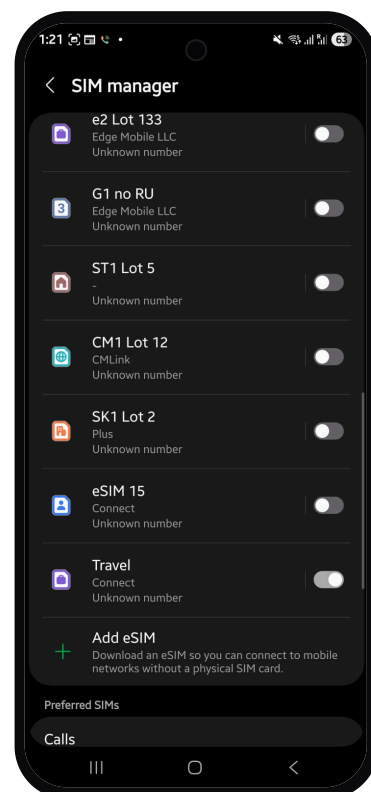 1:21
63
SIM manager
e2 Lot 133
Edge Mobile LLC
Unknown number
3
G1 no RU
Edge Mobile LLC
Unknown number
ST1 Lot 5
-
Unknown number
CM1 Lot 12
CMLink
Unknown number
SK1 Lot 2
Plus
Unknown number
eSIM 15
Connect
Unknown number
Travel
Connect
Unknown number
Add eSIM
Download an eSIM so you can connect to mobile
networks without a physical SIM card.
Preferred SIMs
Calls